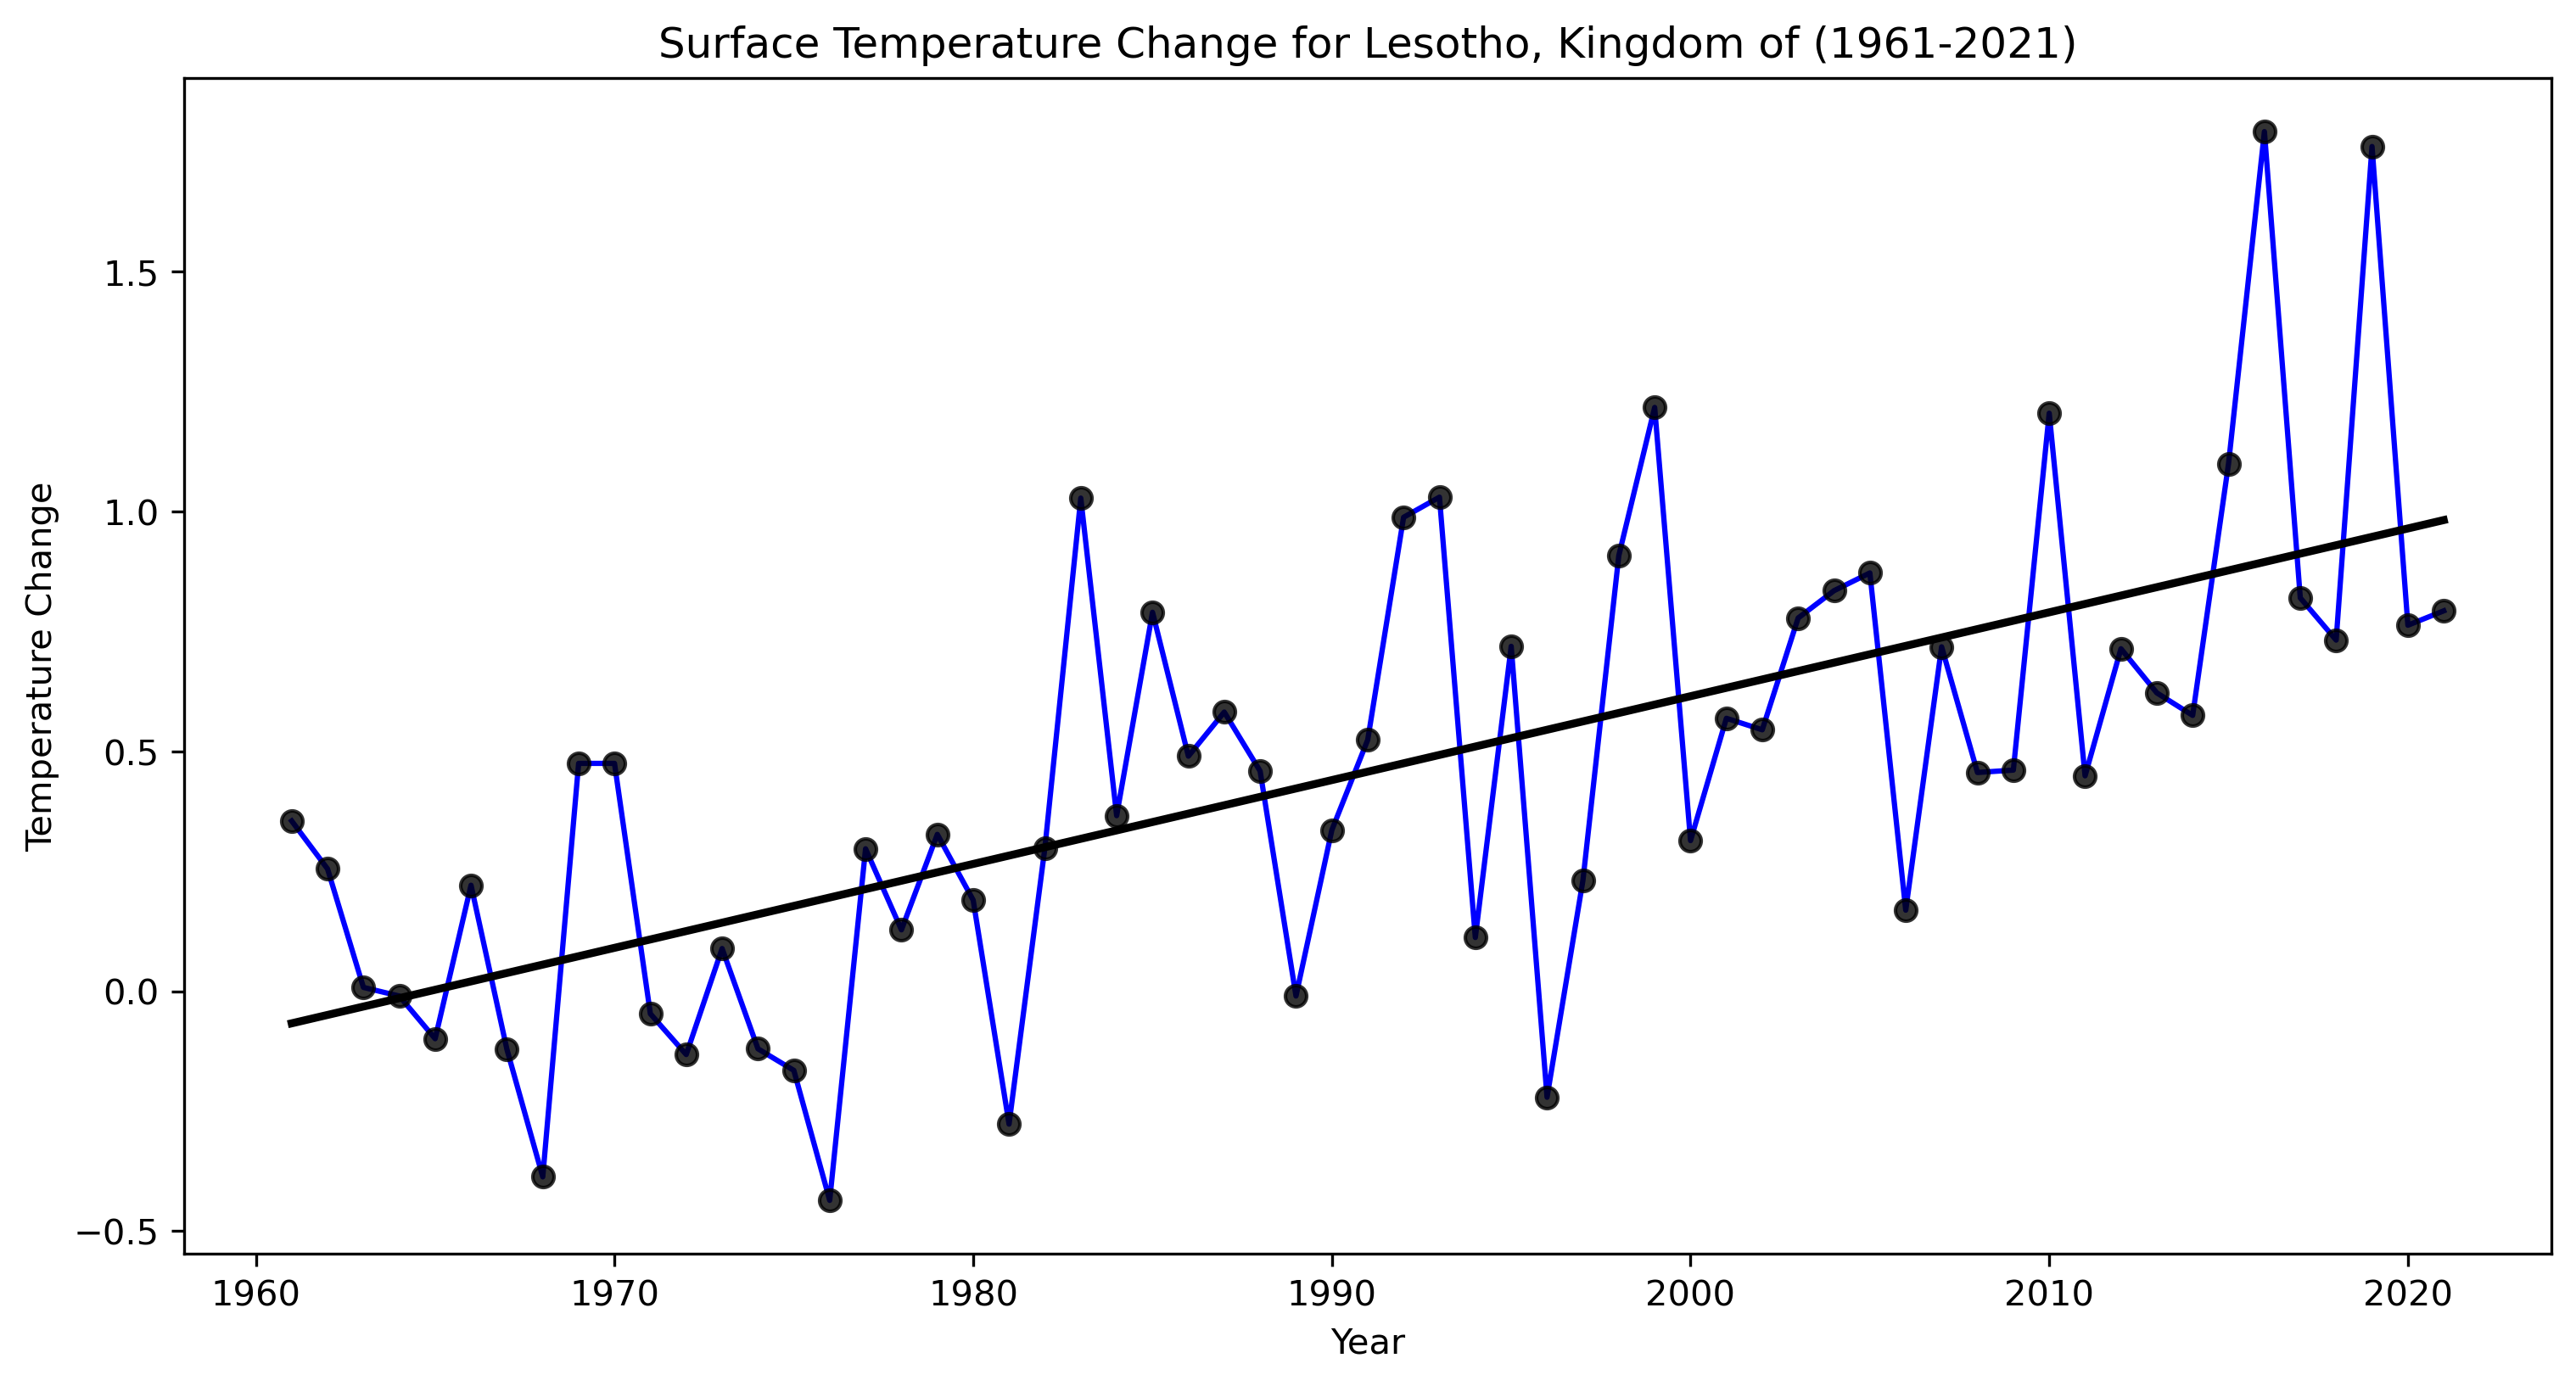 Surface Temperature Change for Lesotho, Kingdom of (1961-2021)
Temperature Change
1.5
1.0
0.5
0.0
−0.5
1960 1970 1980 1990 2000 2010 2020
Year